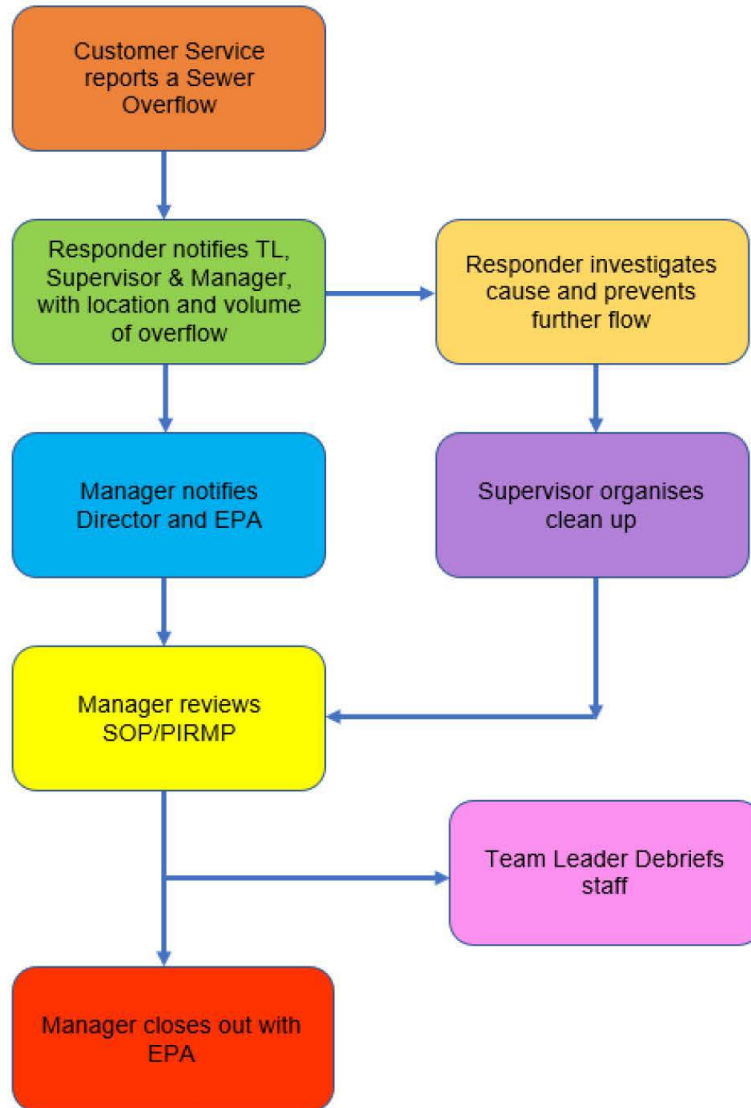 Customer Service
reports a Sewer
Overflow
Responder notifies TL,
Supervisor & Manager,
with location and volume
of overflow
Responder investigates
cause and prevents
further flow
Manager notifies
Director and EPA
Supervisor organises
clean up
Manager reviews
SOP/PIRMP
Team Leader Debriefs
staff
Manager closes out with
EPA